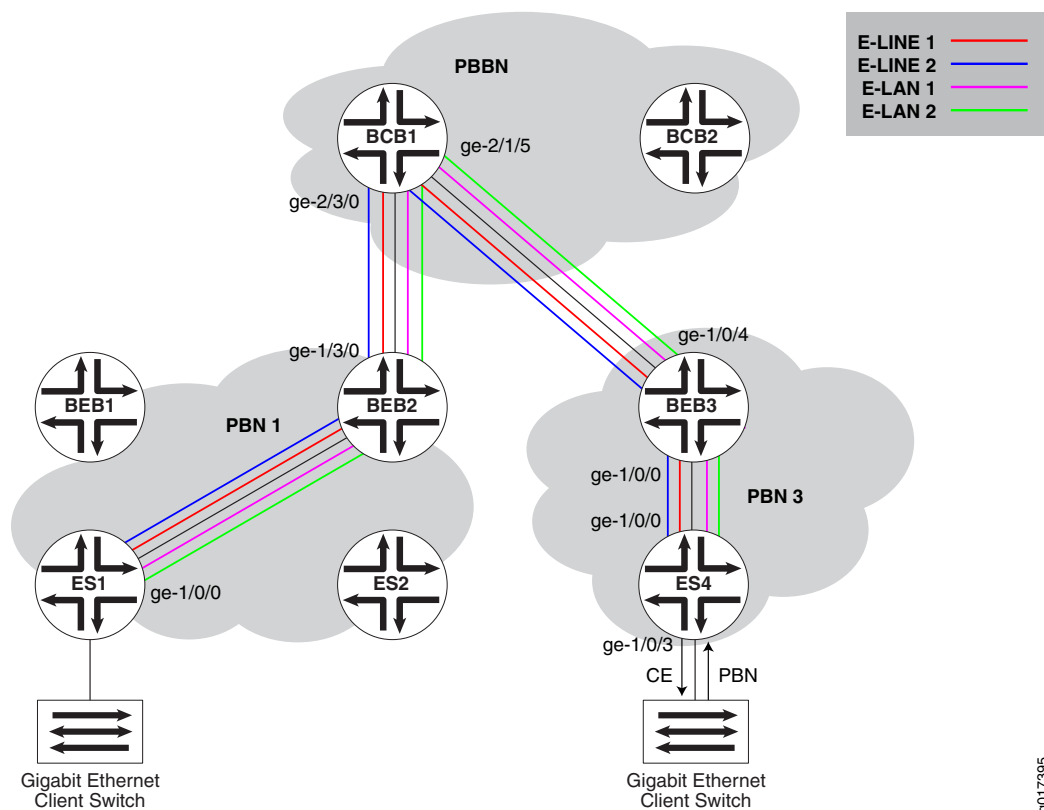 E-LINE 1
E-LINE 2
E-LAN 1
E-LAN 2
PBBN
BCB1
BCB2
ge-2/1/5
ge-2/3/0
ge-1/3/0
ge-1/0/4
BEB1
BEB2
BEB3
PBN 1
ge-1/0/0
PBN 3
ge-1/0/0
ES1
ES2
ES4
ge-1/0/0
ge-1/0/3
CE
PBN
Gigabit Ethernet
Client Switch
Gigabit Ethernet
Client Switch
g017395